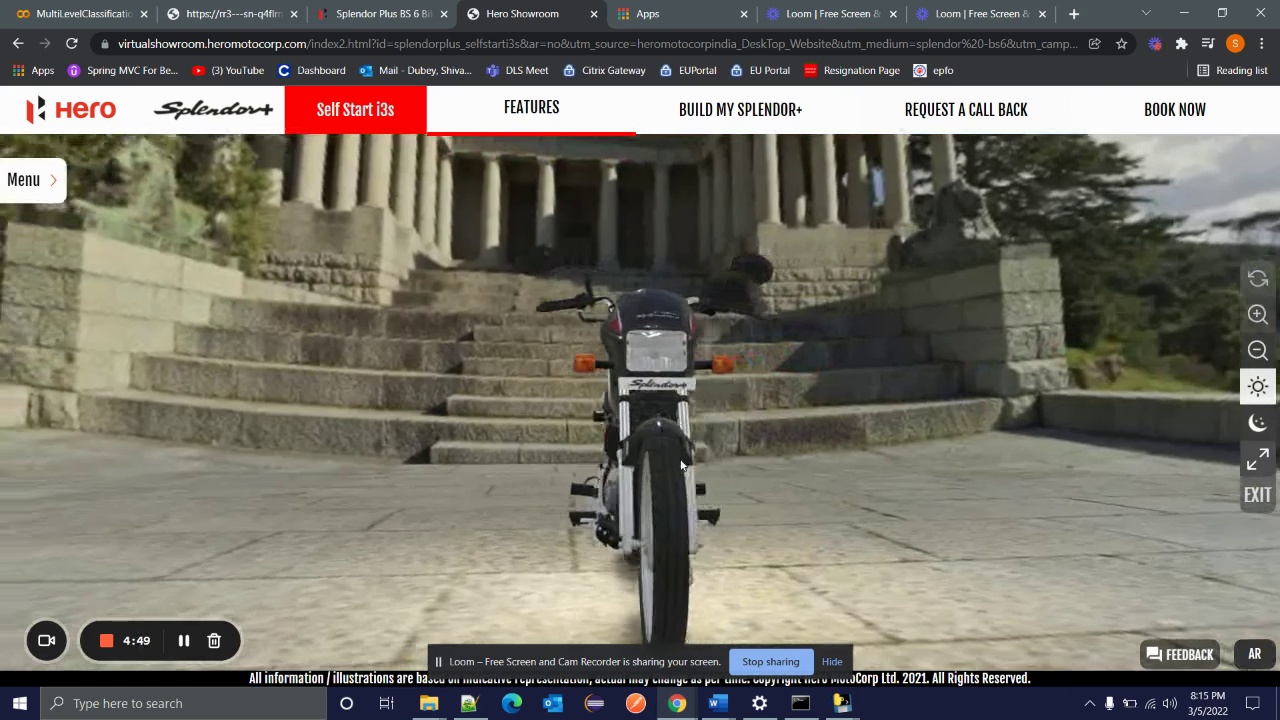 MultiLevelClassificatio
https://rr3---sn-q4flrn
Splendor Plus BS 6 Bi
Hero Showroom
Apps
Loom | Free Screen &
Loom | Free Screen &
virtualshowroom.heromotocorp.com/index2.html?id=splendorplus_selfstarti3s&at=no&utm_source=heromotocorpindia_DeskTop_Website&utm_medium=splendor%20-bs6&utm_camp...
S
Apps
Spring MVC For Be...
(3) YouTube
Dashboard
Mail - Dubey, Shiva...
DLS Meet
Citrix Gateway
EUPortal
EU Portal
Resignation Page
epfo
Reading list
HERO
Splendor+
Self Start i3s
FEATURES
BUILD MY SPLENDOR+
REQUEST A CALL BACK
BOOK NOW
Menu
Splendor+
EXIT
4:49
Loom – Free Screen and Cam Recorder is sharing your screen.
Stop sharing
Hide
FEEDBACK
AR
All information / illustrations are based on indicative representation, actual may change as per time. Copyright Hero MotoCorp Ltd. 2021. All Rights Reserved.
Type here to search
8:15 PM
3/5/2022